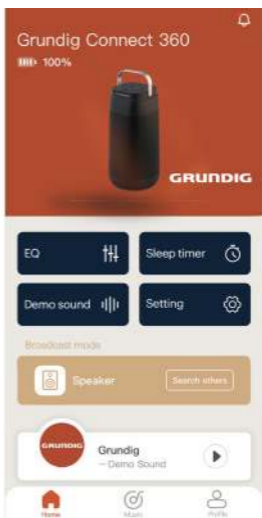 Grundig Connect 360
100%
GRUNDIG
EQ
Sleep timer
Demo sound
Setting
Broadcast mode
Speaker
Search others
GRUNDIG
Grundig
– Demo Sound
Home
Music
Profile